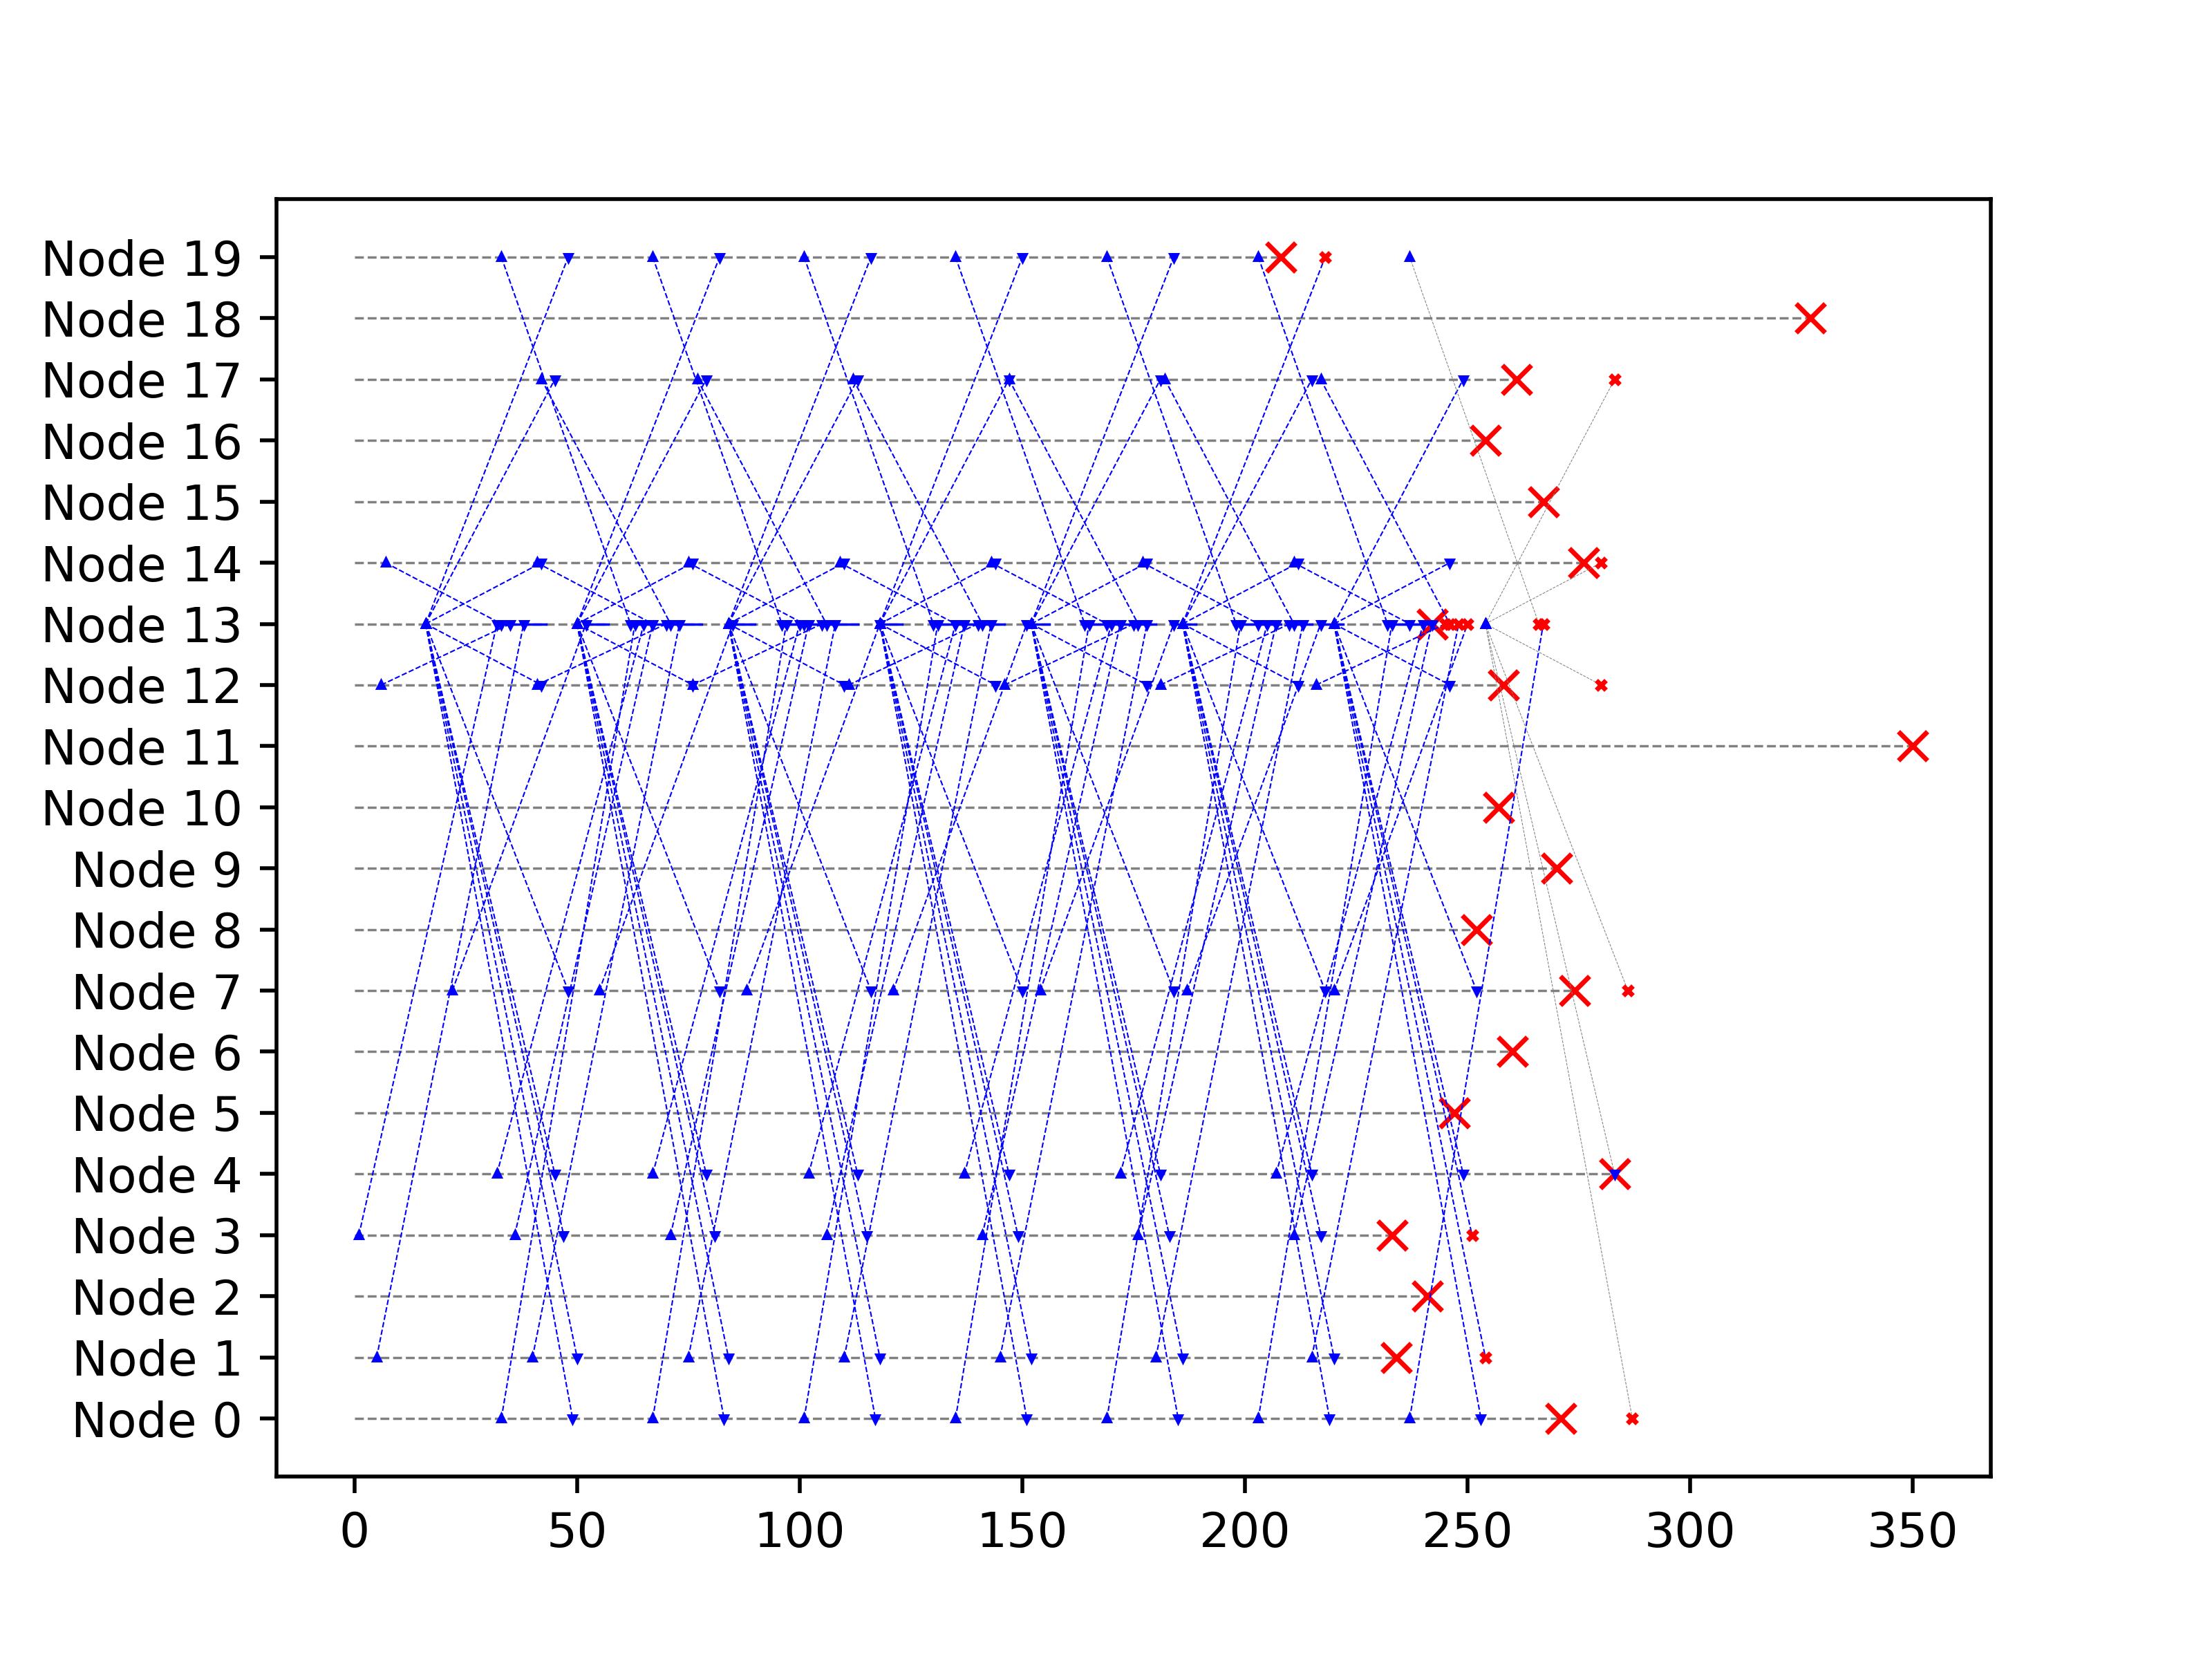 Node 19
Node 18
Node 17
Node 16
Node 15
Node 14
Node 13
Node 12
Node 11
Node 10
Node 9
Node 8
Node 7
Node 6
Node 5
Node 4
Node 3
Node 2
Node 1
Node 0
0 50 100 150 200 250 300 350